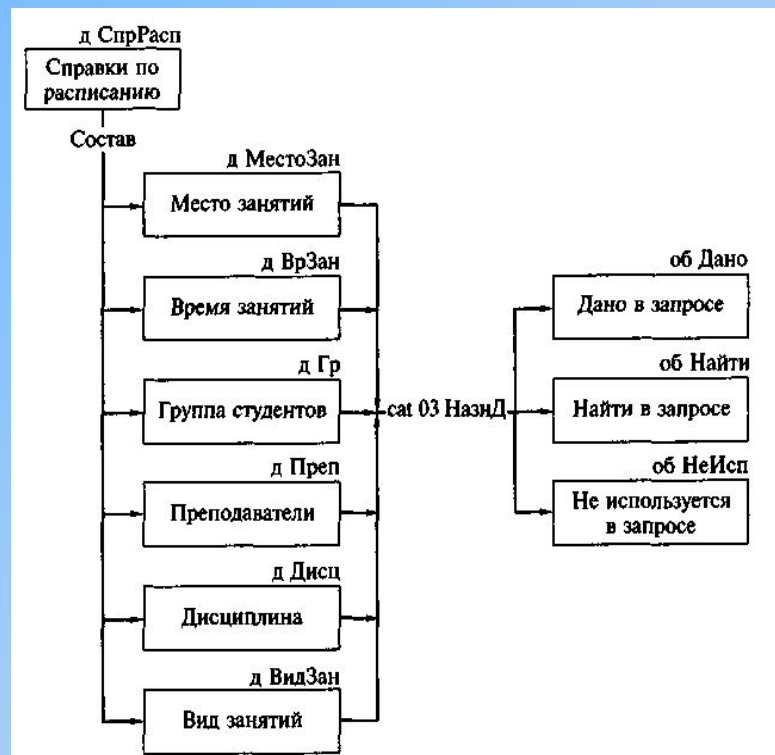 д СпрРасп
Справки по
расписанию
Состав
д МестоЗан
Место занятий
д ВрЗан
Время занятий
д Гр
Группа студентов
д Преп
Преподаватели
д Дисц
Дисциплина
д ВидЗан
Вид занятий
cat 03 НазнД
об Дано
Дано в запросе
об Найти
Найти в запросе
об НеИсп
Не используется
в запросе